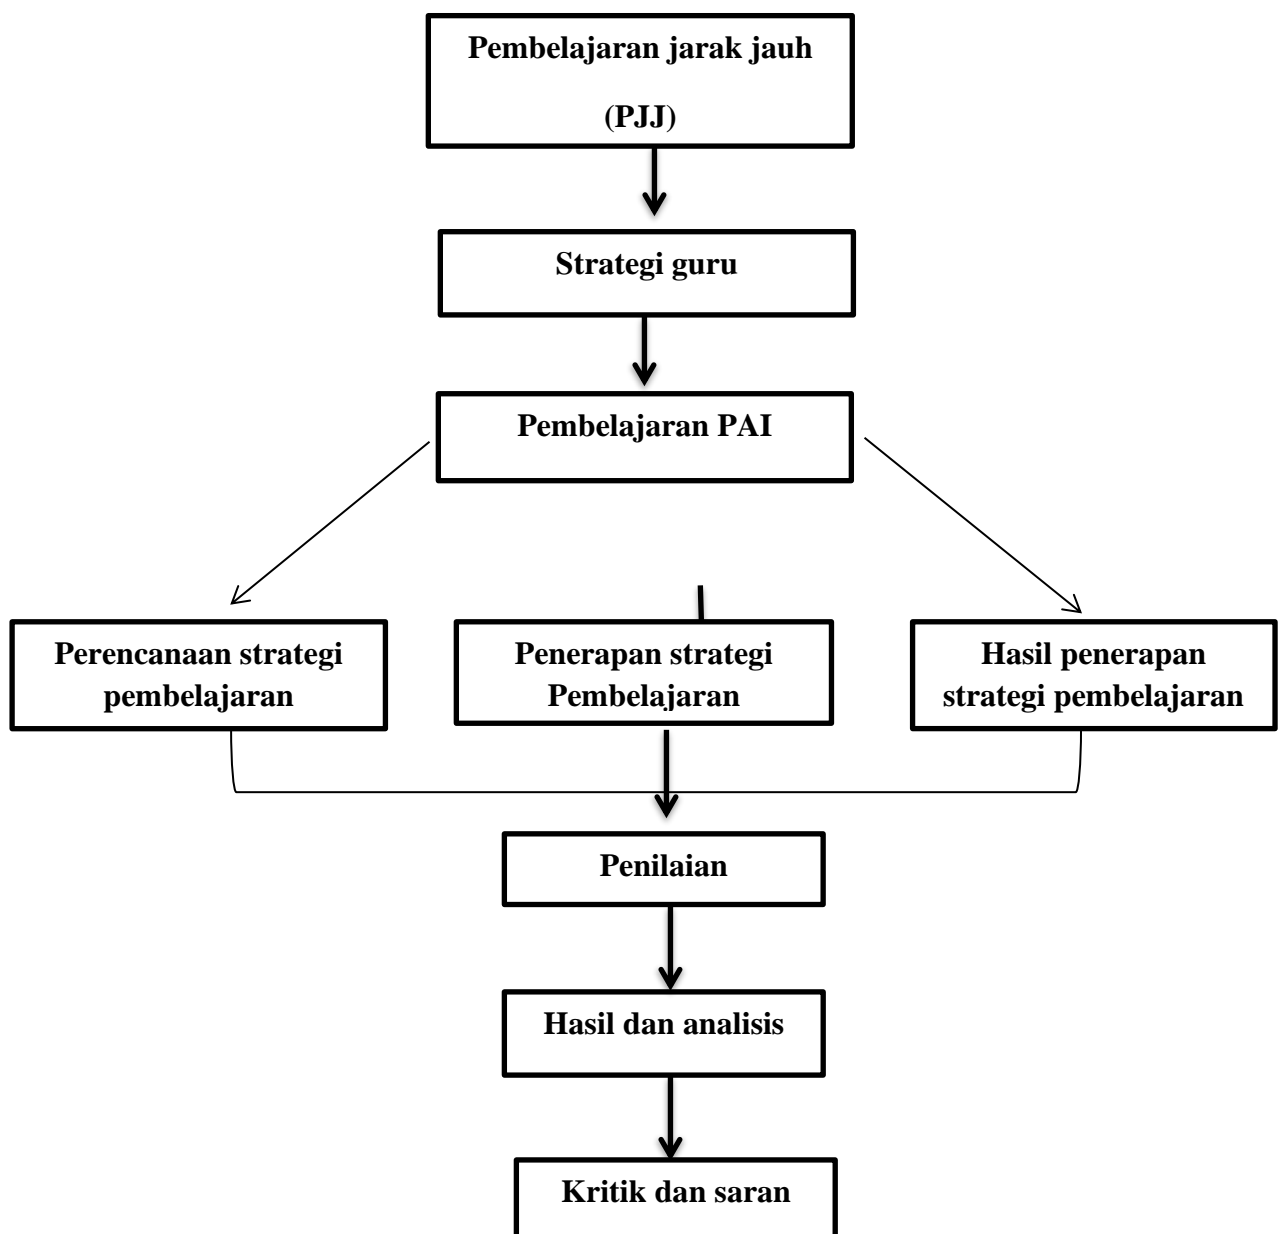 Pembelajaran jarak jauh
(PJJ)
Strategi guru
Pembelajaran PAI
Perencanaan strategi
pembelajaran
Penerapan strategi
Pembelajaran
Hasil penerapan
strategi pembelajaran
Penilaian
Hasil dan analisis
Kritik dan saran